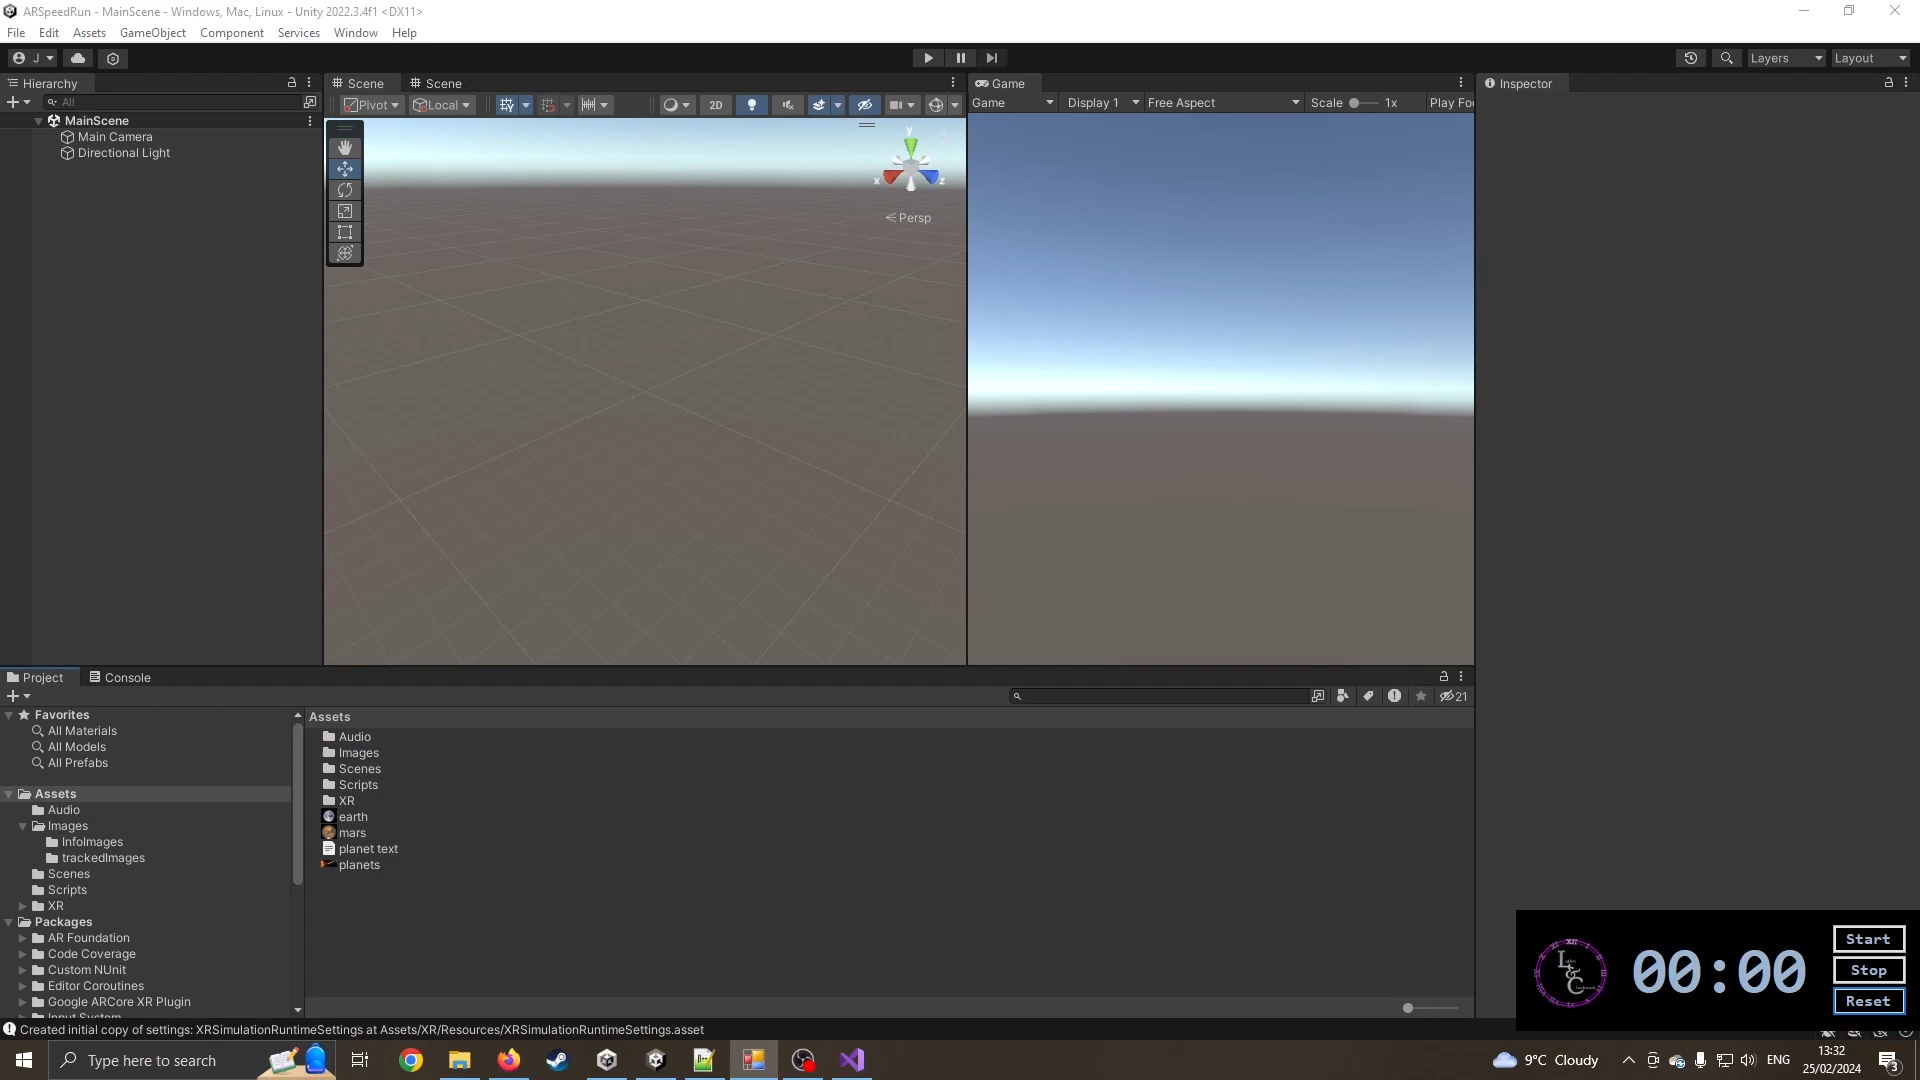 ARSpeedRun - MainScene - Windows, Mac, Linux - Unity 2022.3.4f1 <DX11>
File Edit Assets GameObject Component Services Window Help
J Layers Layout
Hierarchy Scene Scene Game Inspector
All Pivot Local 2D Game Display 1 Free Aspect Scale 1x Play Fo
MainScene
Main Camera
Directional Light
y
x z
Persp
Project Console
21
Favorites
All Materials
All Models
All Prefabs
Assets
Audio
Images
InfoImages
trackedImages
Scenes
Scripts
XR
Packages
AR Foundation
Code Coverage
Custom NUnit
Editor Coroutines
Google ARCore XR Plugin
Input System
Assets
Audio
Images
Scenes
Scripts
XR
earth
mars
planet text
planets
00:00
Start
Stop
Reset
Created initial copy of settings: XRSimulationRuntimeSettings at Assets/XR/Resources/XRSimulationRuntimeSettings.asset
Type here to search
9°C Cloudy
ENG
13:32
25/02/2024
3